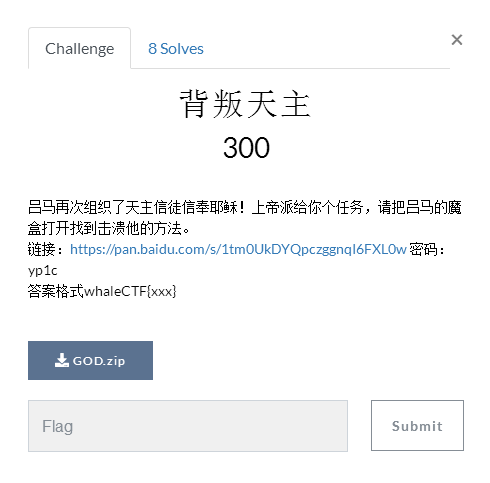 Challenge
8 Solves
×
背叛天主
300
吕马再次组织了天主信徒信奉耶稣！上帝派给你个任务，请把吕马的魔
盒打开找到击溃他的方法。
链接：https://pan.baidu.com/s/1tm0UkDYQpczggnqI6FXL0w 密码：
yp1c
答案格式whaleCTF{xxx}
GOD.zip
Flag
Submit